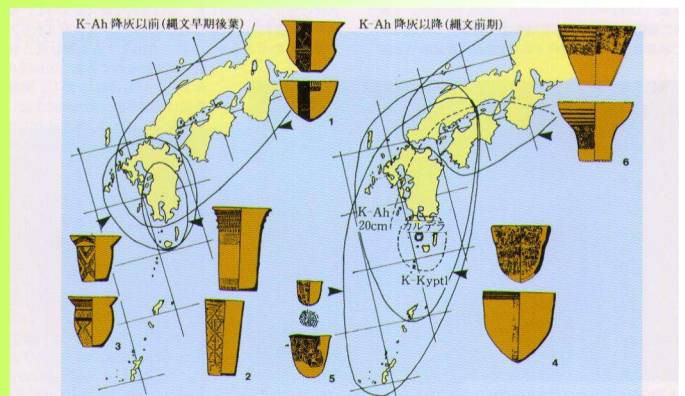 K-Ah 降灰以前(縄文早期後葉)
K-Ah 降灰以降(縄文前期)
1
6
K-Ah
20cm
カルデラ
K-Kyptl
3
2
5
4